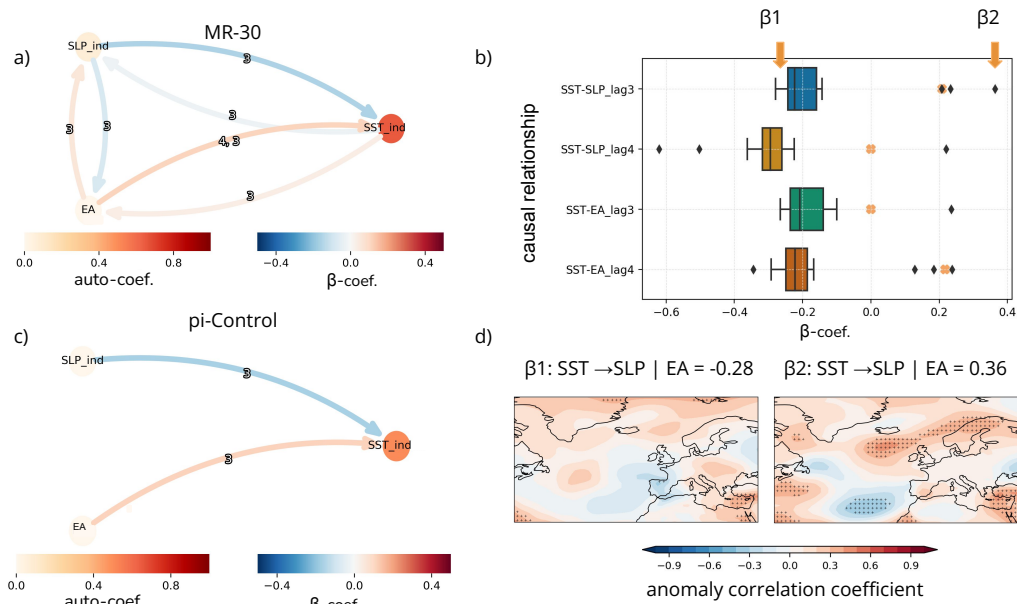 a)
MR-30
SLP_ind
3
3
3
3
SST_ind
4, 3
3
EA
0.0 0.4 0.8
auto-coef.
−0.4 0.0 0.4
β-coef.
b)
β1 β2
causal relationship
SST-SLP_lag3
SST-SLP_lag4
SST-EA_lag3
SST-EA_lag4
−0.6 −0.4 −0.2 0.0 0.2 0.4
β-coef.
c)
pi-Control
SLP_ind
3
SST_ind
3
EA
0.0 0.4 0.8
auto-coef.
−0.4 0.0 0.4
β-coef.
d)
β1: SST →SLP | EA = -0.28
β2: SST →SLP | EA = 0.36
−0.9 −0.6 −0.3 0.0 0.3 0.6 0.9
anomaly correlation coefficient